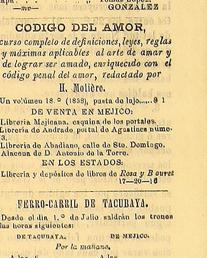 GONZALEZ
CODIGO DEL AMOR,
curso completo de definiciones, leyes, reglas
y máximas aplicables al arte de amar y
de lograr ser amado, enriquecido con el
código penal del amor, redactado por
H. Molière.
Un volúmen 18.º (1859), pasta de lujo...$1
DE VENTA EN MEJICO:
Librería Mejicana, esquina de los portales.
Librería de Andrade, portal de Agustinos núme-
3.
Librería de Abadiano, calle de Sto. Domingo.
Alacena de D. Antonio de la Torre.
EN LOS ESTADOS:
Librería y depósitos de libros de Rosa y Bouret
17—20—16
FERRO-CARRIL DE TACUBAYA.
Desde el dia 1.º de Julio saldrán los trenes
las horas siguientes:
DE TACUBAYA, DE MEJICO.
Por la mañana,
A las